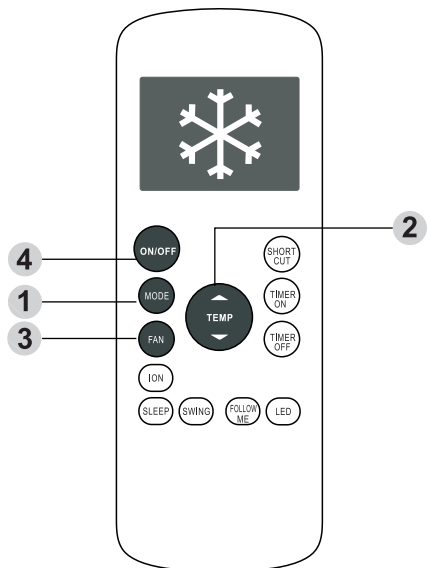 2
ON/OFF
4
SHORT
CUT
1
MODE
TEMP
TIMER
ON
3
FAN
TIMER
OFF
ION
SLEEP
SWING
FOLLOW
ME
LED